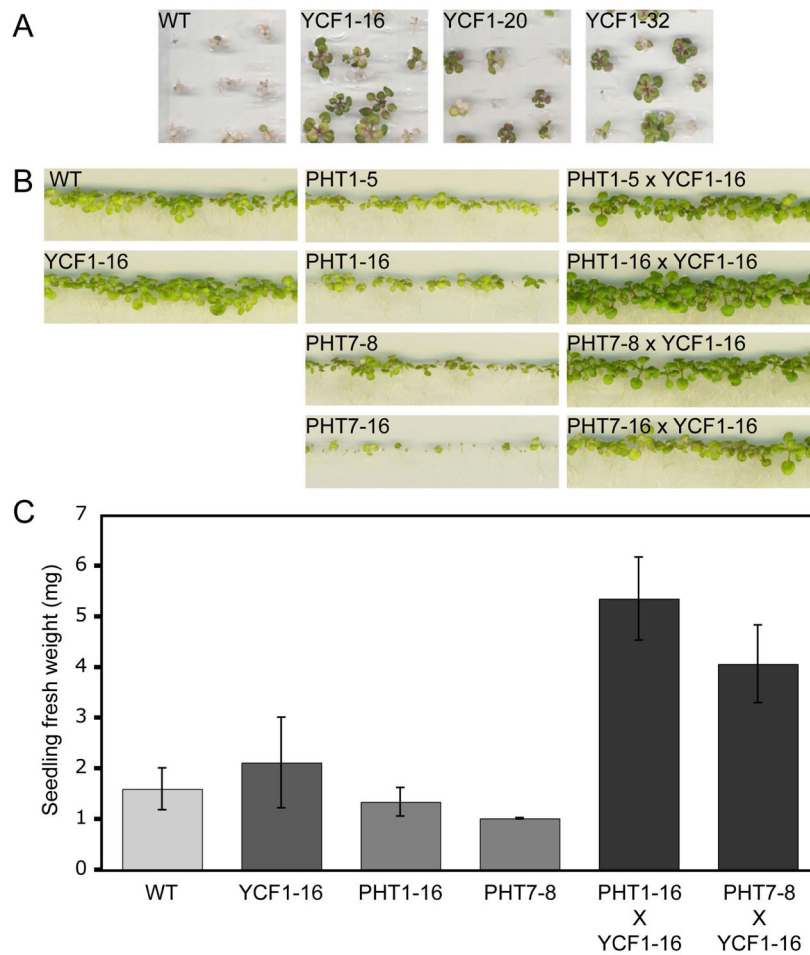 A
WT
YCF1-16
YCF1-20
YCF1-32
B
WT
PHT1-5
PHT1-5 x YCF1-16
YCF1-16
PHT1-16
PHT1-16 x YCF1-16
PHT7-8
PHT7-8 x YCF1-16
PHT7-16
PHT7-16 x YCF1-16
C
Seedling fresh weight (mg)
7
6
5
4
3
2
1
0
WT
YCF1-16
PHT1-16
PHT7-8
PHT1-16
X
YCF1-16
PHT7-8
X
YCF1-16